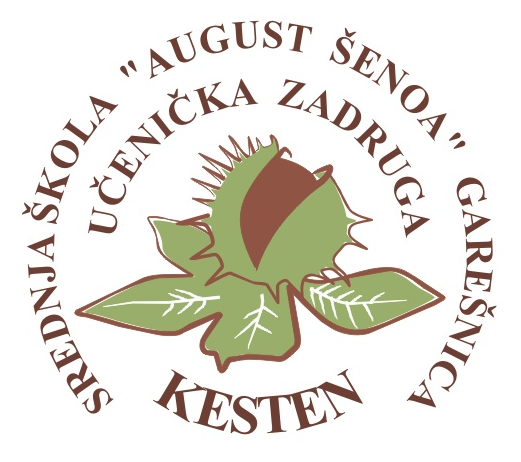 SREDNJA ŠKOLA "AUGUST ŠENOA" GAREŠNICA
UČENIČKA ZADRUGA
KESTEN